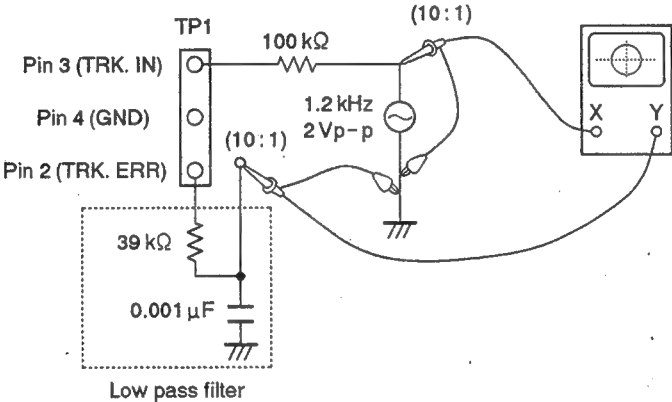 TP1
(10 : 1)
Pin 3 (TRK. IN)
100 kΩ
Pin 4 (GND)
1.2 kHz
2 Vp-p
X
Y
(10 : 1)
Pin 2 (TRK. ERR)
39 kΩ
0.001 μF
Low pass filter